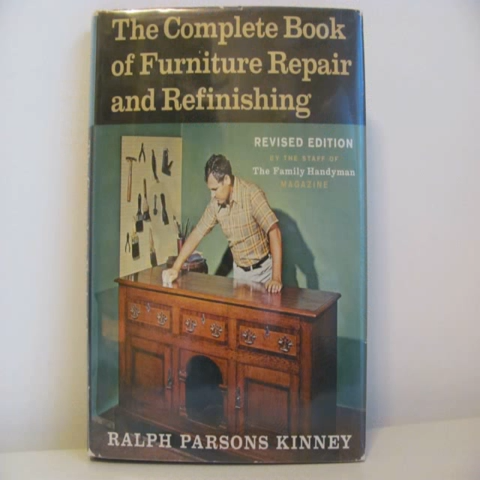 The Complete Book
of Furniture Repair
and Refinishing
REVISED EDITION
BY THE STAFF OF
The Family Handyman
MAGAZINE
RALPH PARSONS KINNEY